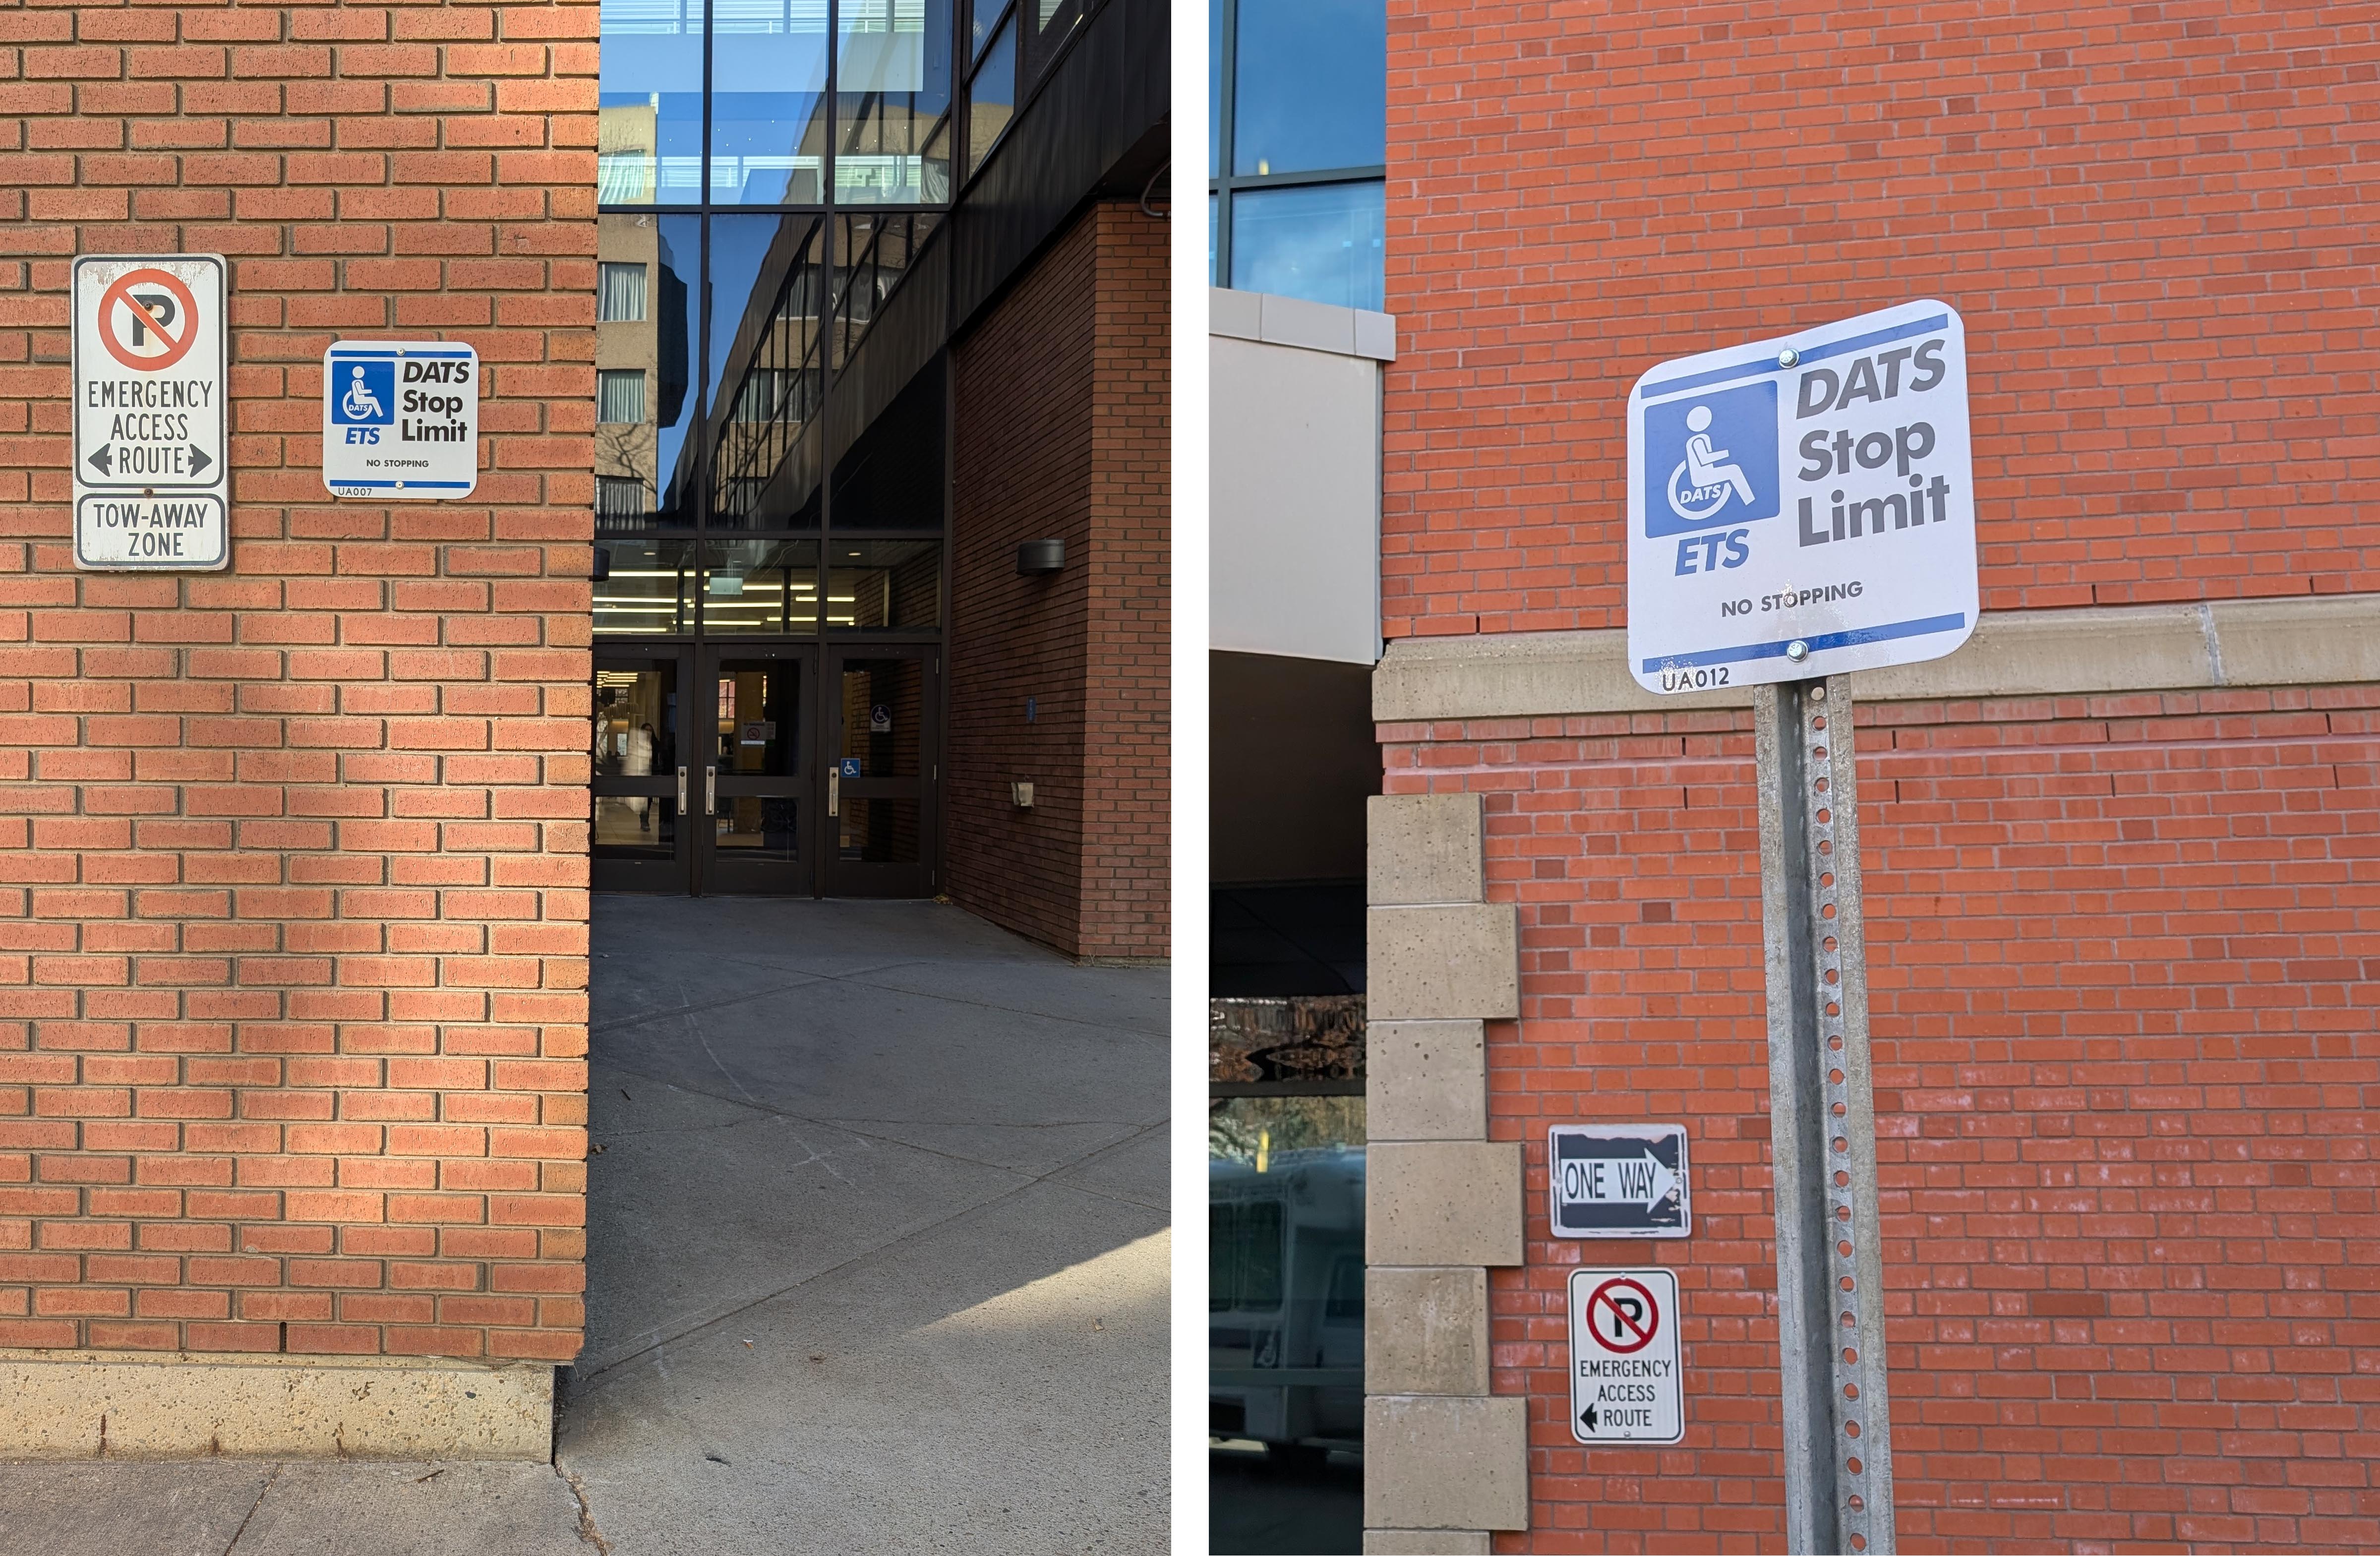 P
EMERGENCY
ACCESS
ROUTE
TOW-AWAY
ZONE
DATS
Stop
Limit
DATS
ETS
NO STOPPING
UA007
DATS
Stop
Limit
DATS
ETS
NO STOPPING
UA012
ONE WAY
P
EMERGENCY
ACCESS
ROUTE